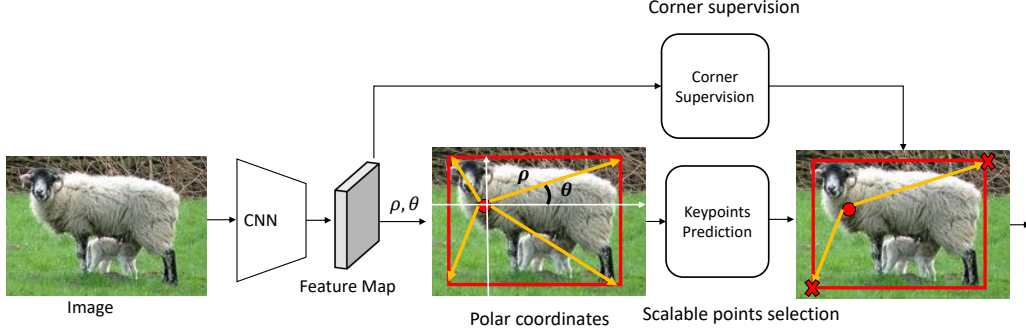 Corner supervision
Corner
Supervision
CNN
ρ, θ
ρ
θ
Keypoints
Prediction
Image
Feature Map
Polar coordinates
Scalable points selection